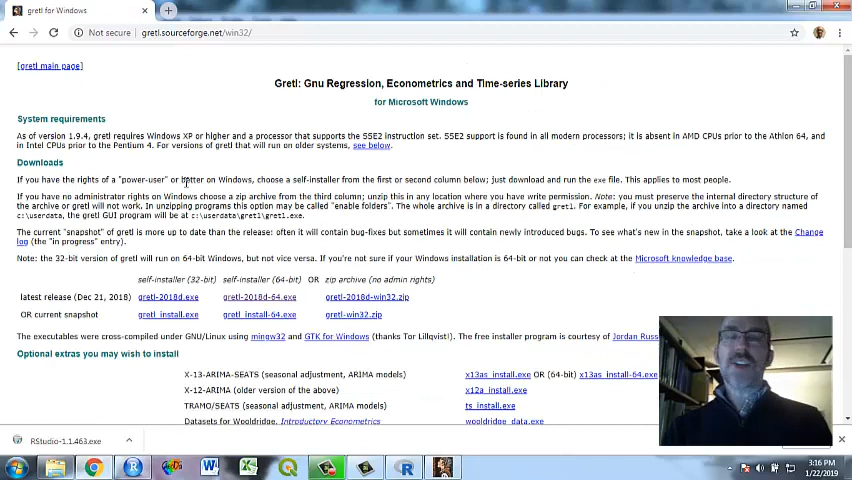 gretl for Windows
Not secure | gretl.sourceforge.net/win32/
[gretl main page]
Gretl: Gnu Regression, Econometrics and Time-series Library
for Microsoft Windows
System requirements
As of version 1.9.4, gretl requires Windows XP or higher and a processor that supports the SSE2 instruction set. SSE2 support is found in all modern processors; it is absent in AMD CPUs prior to the Athlon 64, and
in Intel CPUs prior to the Pentium 4. For versions of gretl that will run on older systems, see below.
Downloads
If you have the rights of a "power-user" or better on Windows, choose a self-installer from the first or second column below; just download and run the exe file. This applies to most people.
If you have no administrator rights on Windows choose a zip archive from the third column; unzip this in any location where you have write permission. Note: you must preserve the internal directory structure of
the archive or gretl will not work. In unzipping programs this option may be called "enable folders". The whole archive is in a directory called gretl. For example, if you unzip the archive into a directory named
c:\userdata, the gretl GUI program will be at c:\userdata\gretl\gretl.exe.
The current "snapshot" of gretl is more up to date than the release: often it will contain bug-fixes but sometimes it will contain newly introduced bugs. To see what's new in the snapshot, take a look at the Change
log (the "in progress" entry).
Note: the 32-bit version of gretl will run on 64-bit Windows, but not vice versa. If you're not sure if your Windows installation is 64-bit or not you can check at the Microsoft knowledge base.
self-installer (32-bit) self-installer (64-bit) OR zip archive (no admin rights)
latest release (Dec 21, 2018) gretl-2018d.exe gretl-2018d-64.exe gretl-2018d-win32.zip
OR current snapshot gretl_install.exe gretl_install-64.exe gretl-win32.zip
The executables were cross-compiled under GNU/Linux using mingw32 and GTK for Windows (thanks Tor Lillqvist!). The free installer program is courtesy of Jordan Russ
Optional extras you may wish to install
X-13-ARIMA-SEATS (seasonal adjustment, ARIMA models) x13as_install.exe OR (64-bit) x13as_install-64.exe
X-12-ARIMA (older version of the above) x12a_install.exe
TRAMO/SEATS (seasonal adjustment, ARIMA models) ts_install.exe
Datasets for Wooldridge, Introductory Econometrics wooldridge_data.exe
RStudio-1.1.463.exe
3:16 PM
1/22/2019